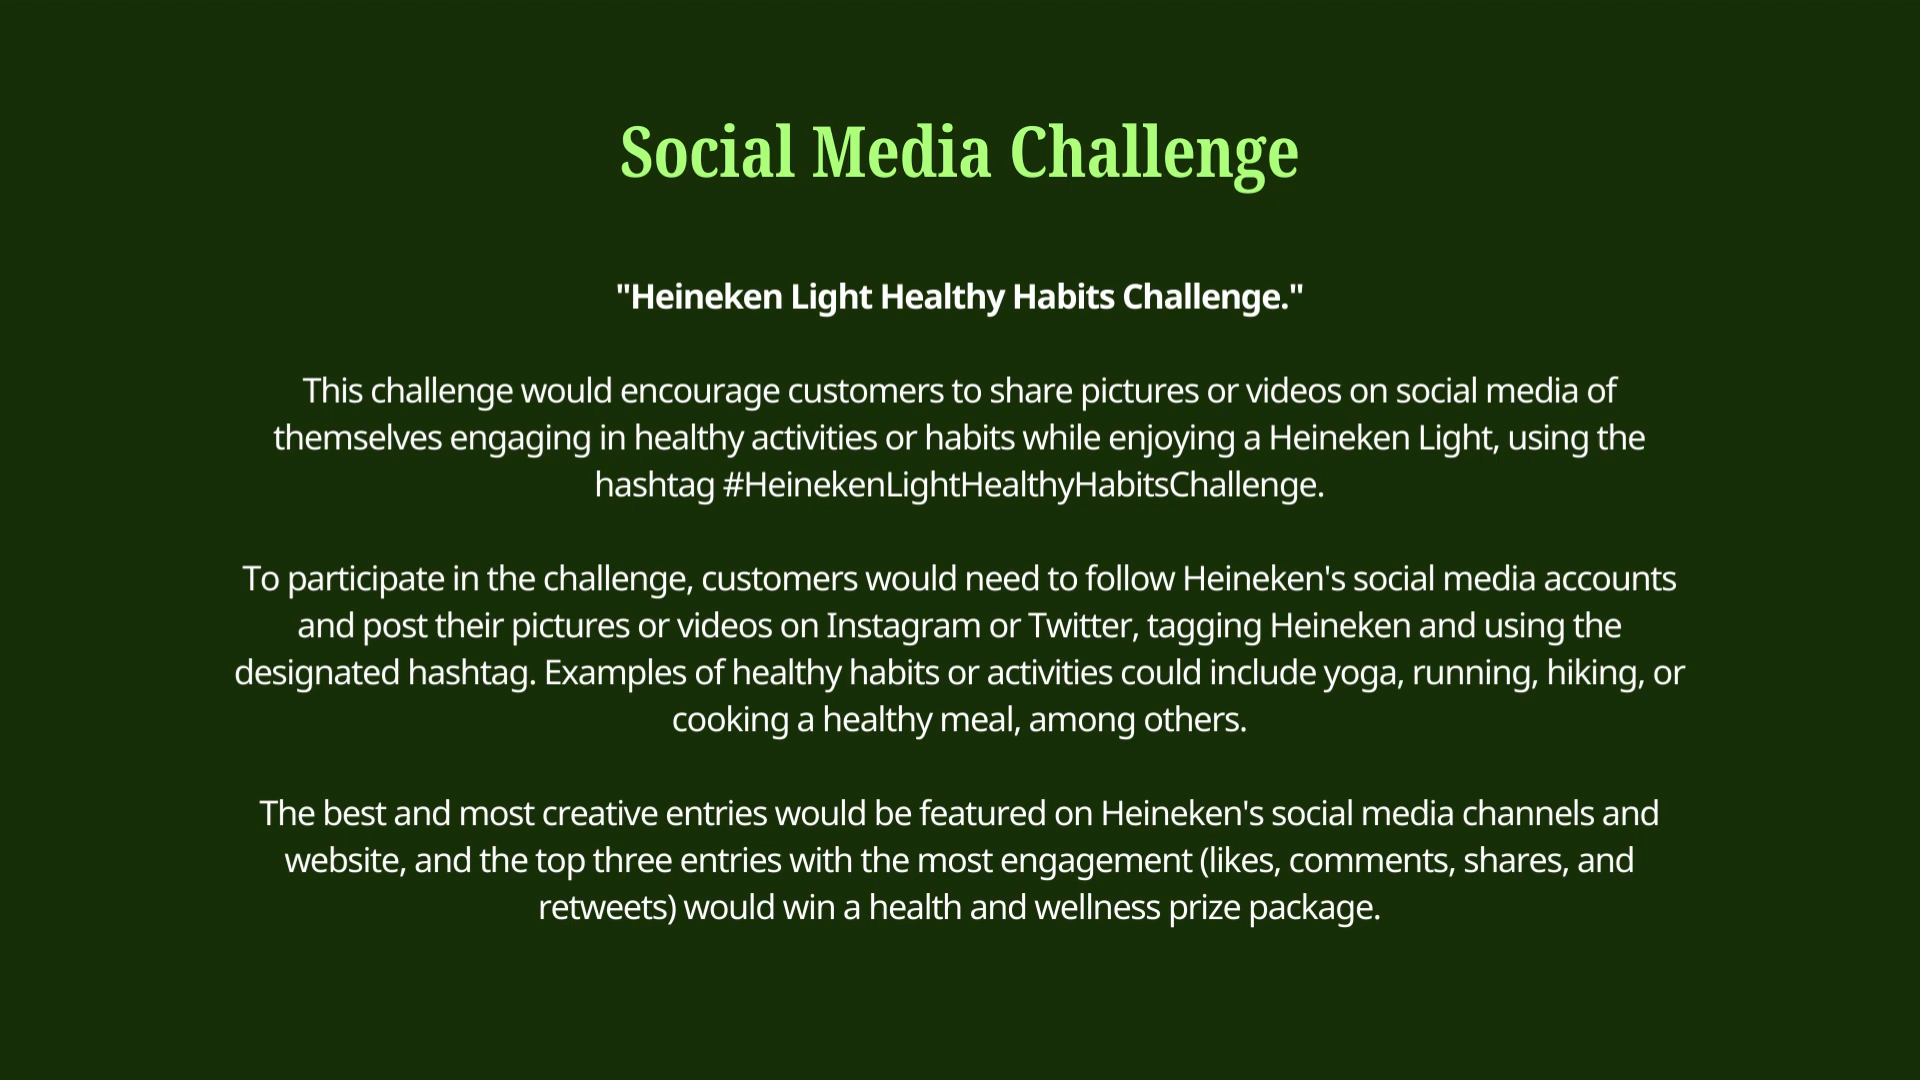 Social Media Challenge
"Heineken Light Healthy Habits Challenge."
This challenge would encourage customers to share pictures or videos on social media of
themselves engaging in healthy activities or habits while enjoying a Heineken Light, using the
hashtag #HeinekenLightHealthyHabitsChallenge.
To participate in the challenge, customers would need to follow Heineken's social media accounts
and post their pictures or videos on Instagram or Twitter, tagging Heineken and using the
designated hashtag. Examples of healthy habits or activities could include yoga, running, hiking, or
cooking a healthy meal, among others.
The best and most creative entries would be featured on Heineken's social media channels and
website, and the top three entries with the most engagement (likes, comments, shares, and
retweets) would win a health and wellness prize package.